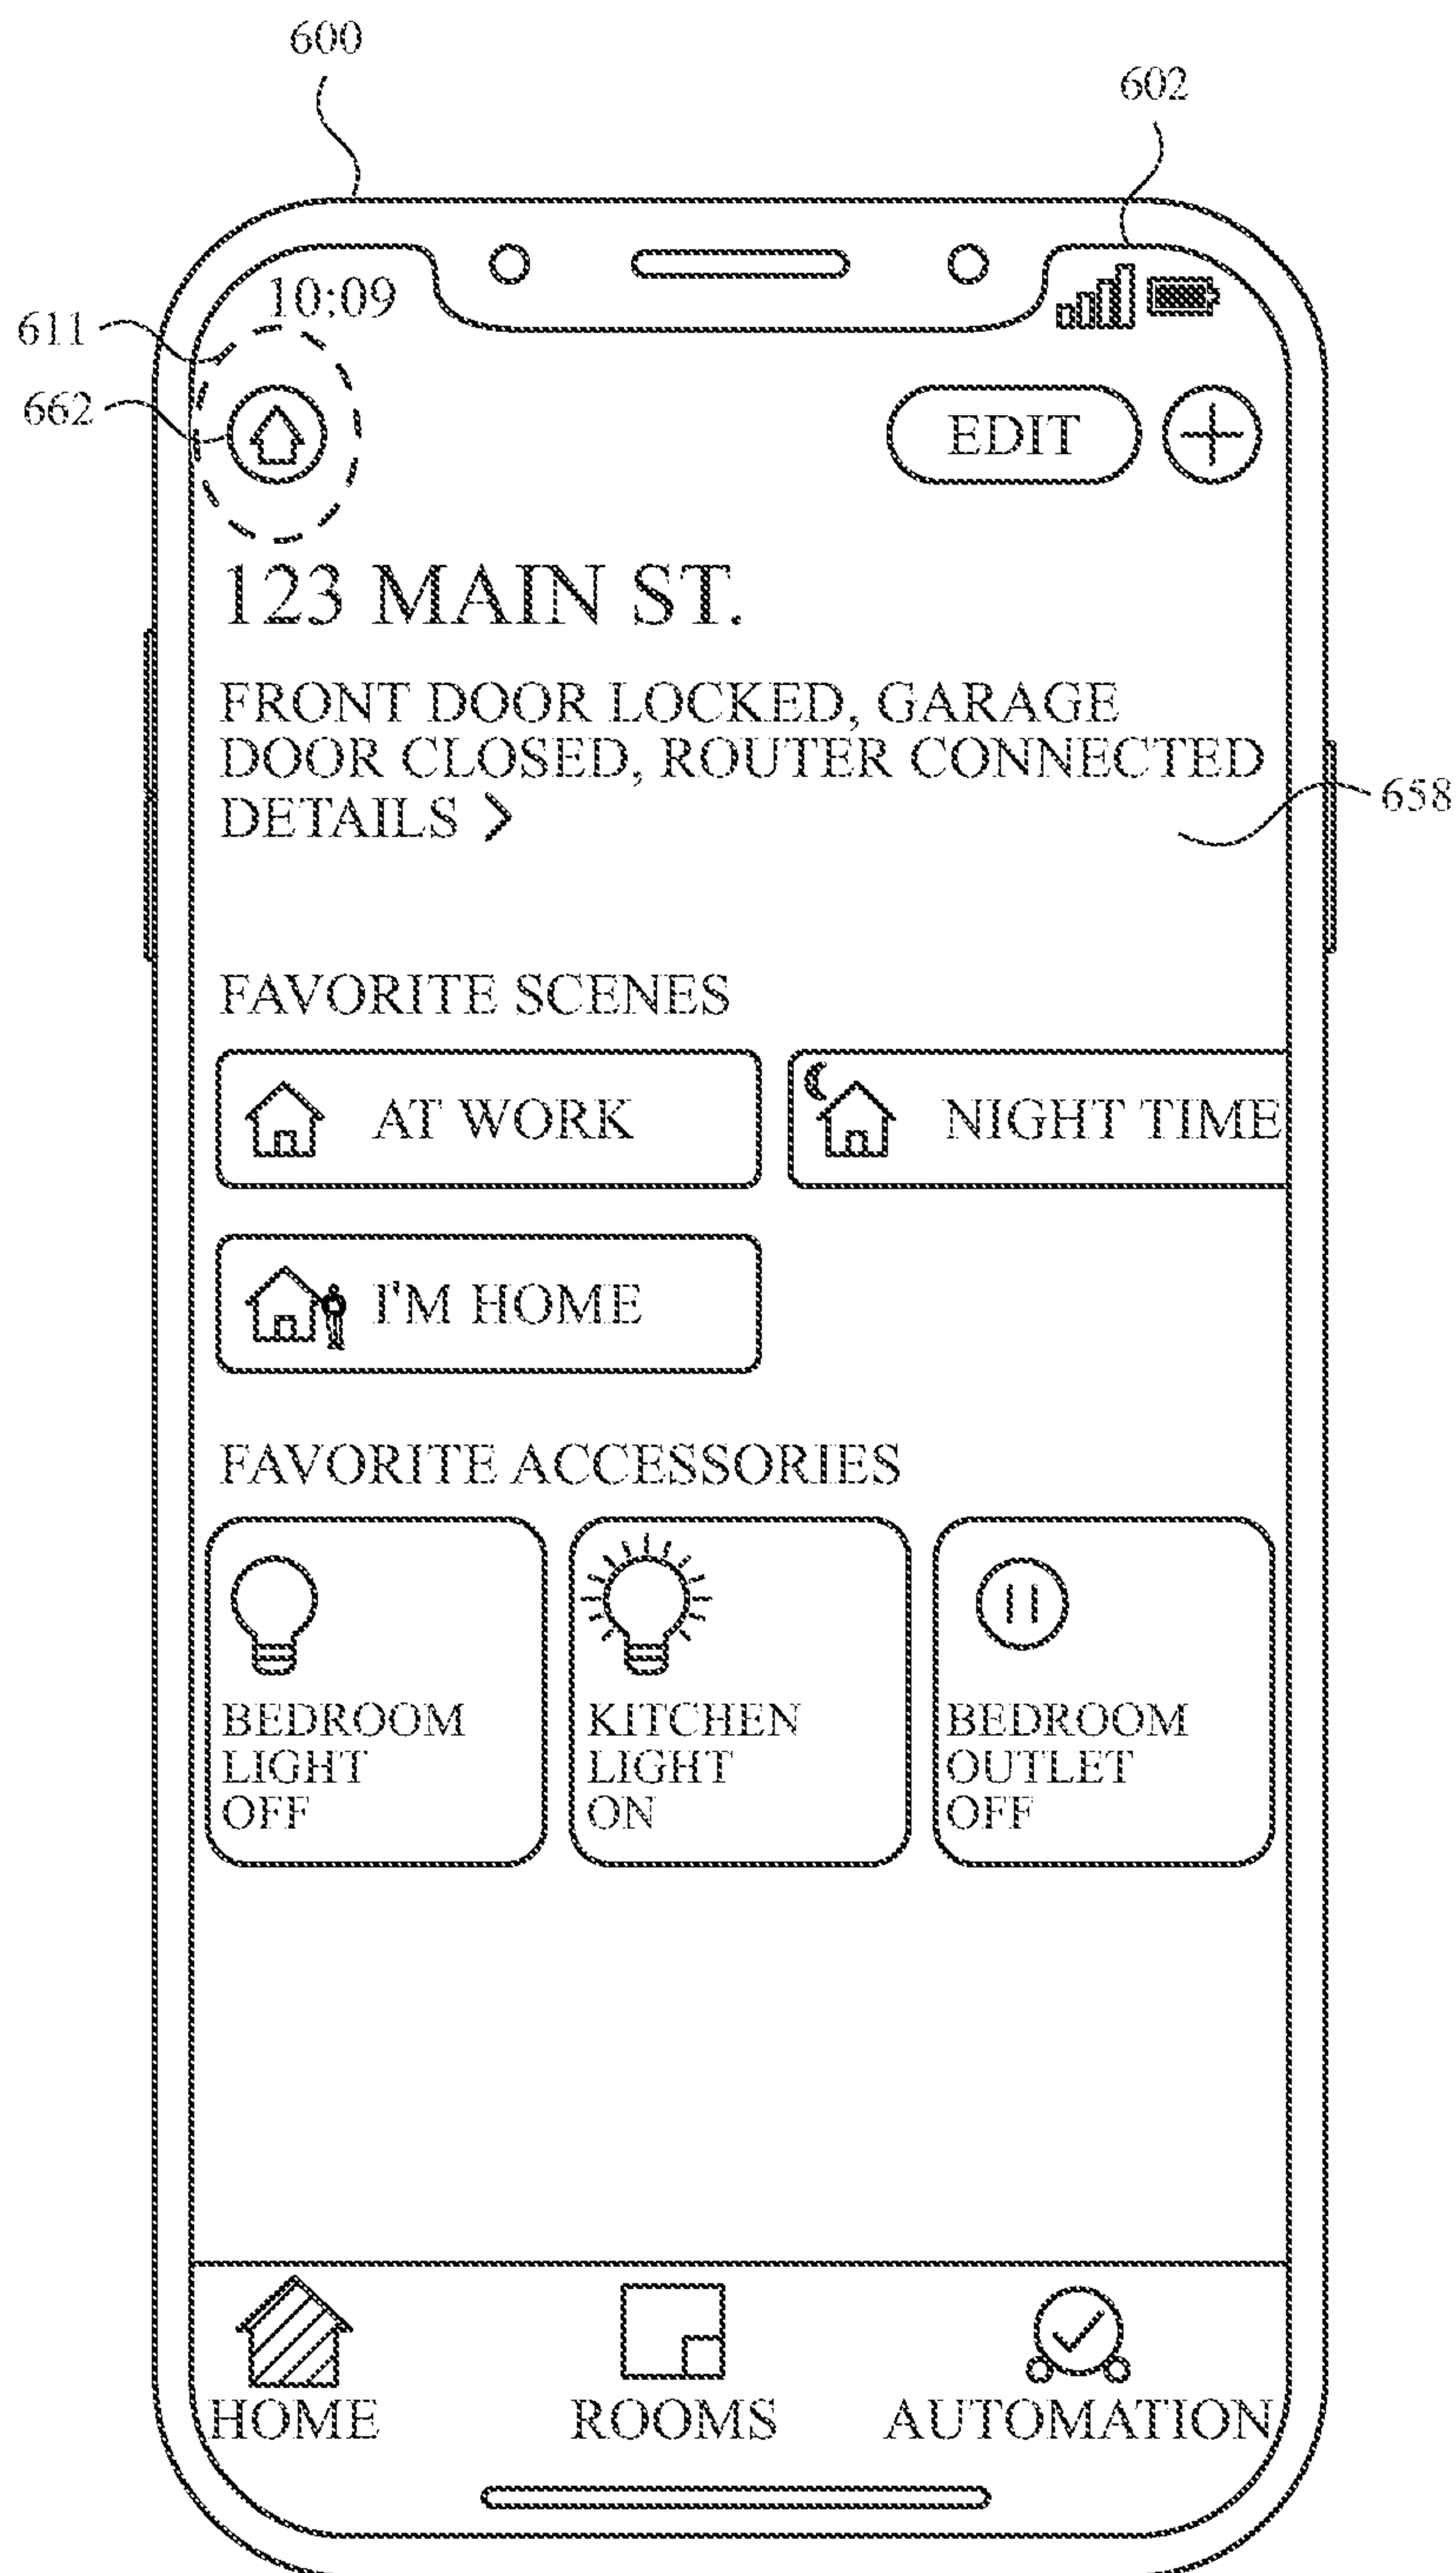 600
602
10:09
611
662
EDIT
123 MAIN ST.
FRONT DOOR LOCKED, GARAGE
DOOR CLOSED, ROUTER CONNECTED
DETAILS >
658
FAVORITE SCENES
AT WORK
NIGHT TIME
I'M HOME
FAVORITE ACCESSORIES
BEDROOM
LIGHT
OFF
KITCHEN
LIGHT
ON
BEDROOM
OUTLET
OFF
HOME
ROOMS
AUTOMATION